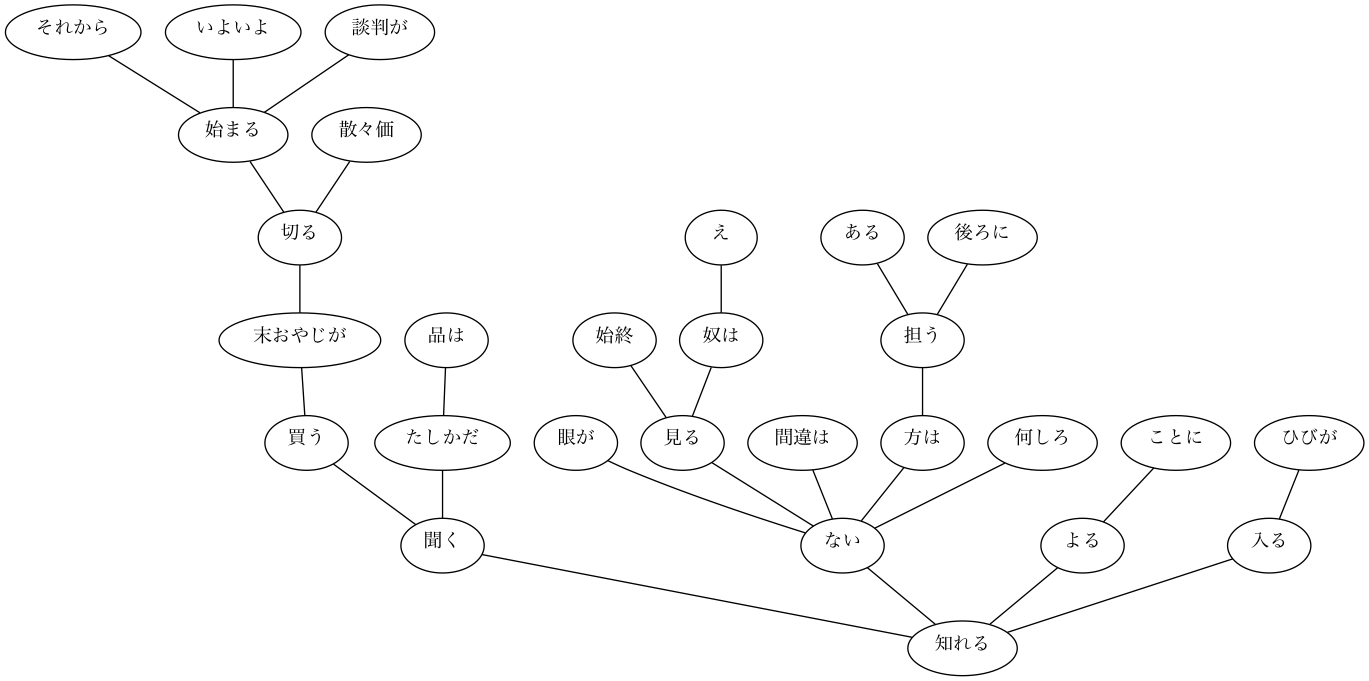 それから
いよいよ
談判が
始まる
散々価
切る
え
ある
後ろに
末おやじが
品は
始終
奴は
担う
買う
たしかだ
眼が
見る
間違は
方は
何しろ
ことに
ひびが
聞く
ない
よる
入る
知れる